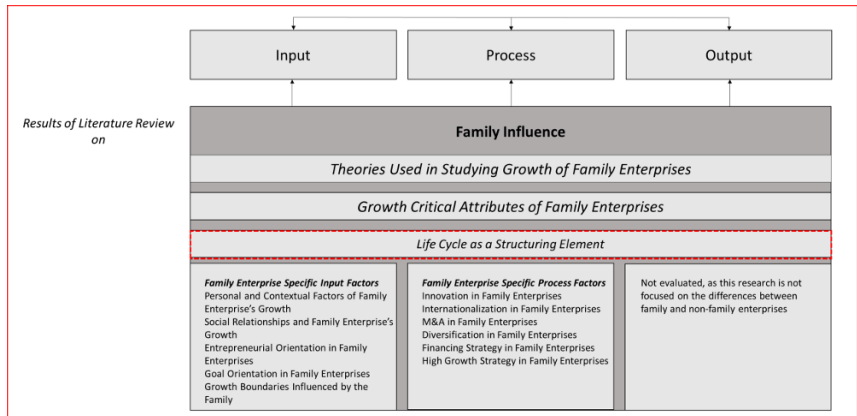 Input
Process
Output
Results of Literature Review
on
Family Influence
Theories Used in Studying Growth of Family Enterprises
Growth Critical Attributes of Family Enterprises
Life Cycle as a Structuring Element
Family Enterprise Specific Input Factors
Personal and Contextual Factors of Family
Enterprise's Growth
Social Relationships and Family Enterprise's
Growth
Entrepreneurial Orientation in Family
Enterprises
Goal Orientation in Family Enterprises
Growth Boundaries Influenced by the
Family
Family Enterprise Specific Process Factors
Innovation in Family Enterprises
Internationalization in Family Enterprises
M&A in Family Enterprises
Diversification in Family Enterprises
Financing Strategy in Family Enterprises
High Growth Strategy in Family Enterprises
Not evaluated, as this research is not
focused on the differences between
family and non-family enterprises